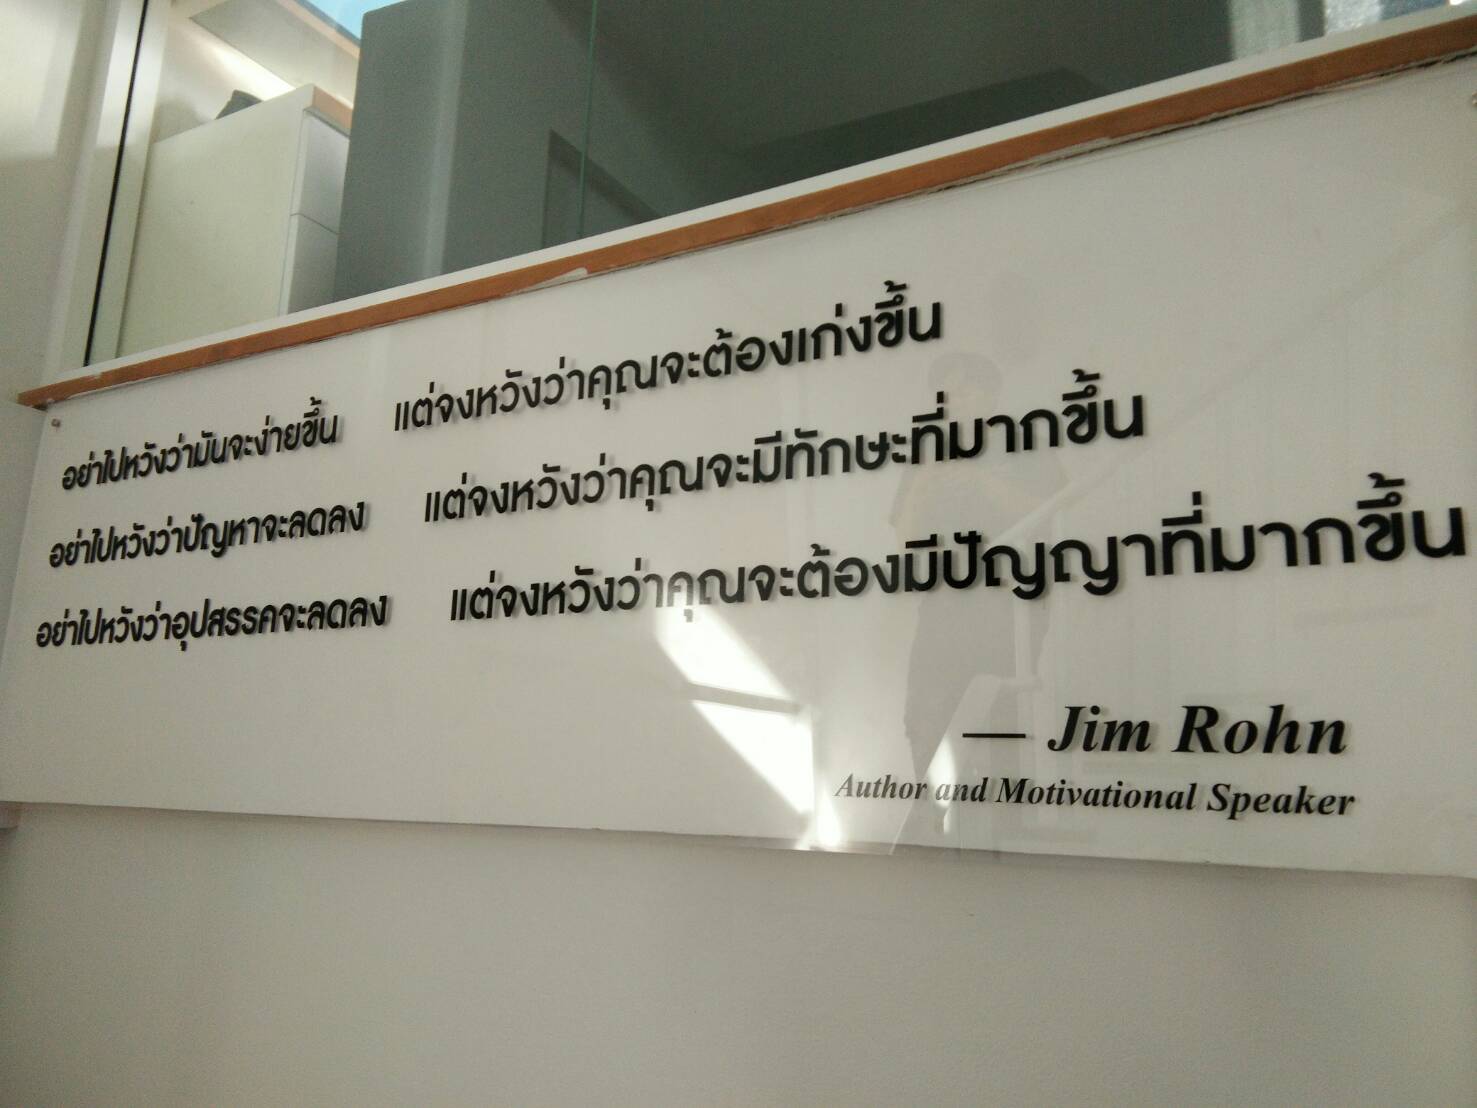 อย่าไปหวังว่ามันจะง่ายขึ้น แต่จงหวังว่าคุณจะต้องเก่งขึ้น
อย่าไปหวังว่าปัญหาจะลดลง แต่จงหวังว่าคุณจะมีทักษะที่มากขึ้น
อย่าไปหวังว่าอุปสรรคจะลดลง แต่จงหวังว่าคุณจะต้องมีปัญญาที่มากขึ้น
— Jim Rohn
Author and Motivational Speaker